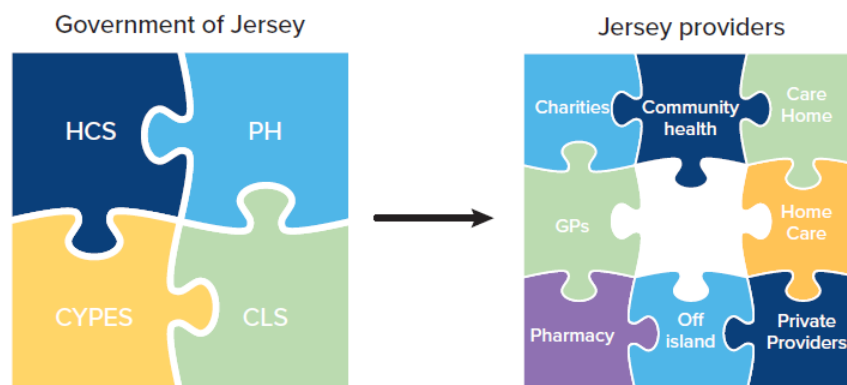 Government of Jersey
HCS
PH
CYPES
CLS
Jersey providers
Charities
Community
health
Care
Home
GPs
Home
Care
Pharmacy
Off
island
Private
Providers